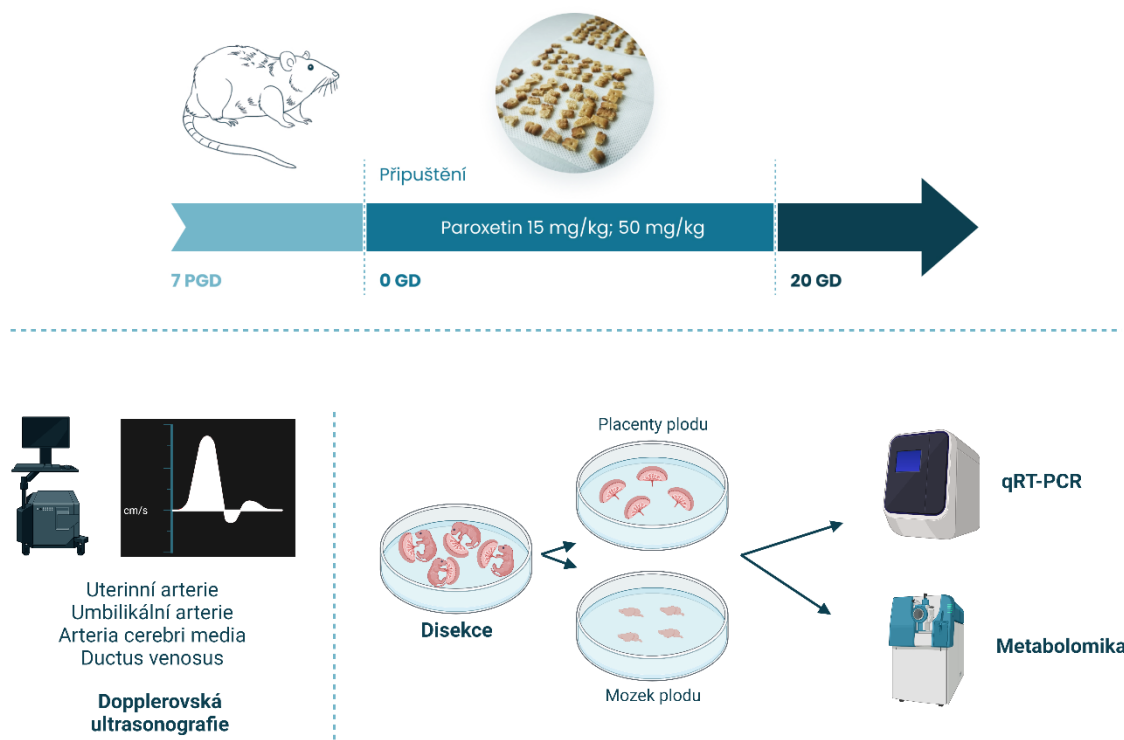 Připuštění
Paroxetin 15 mg/kg; 50 mg/kg
7 PGD
0 GD
20 GD
cm/s
Uterinní arterie
Umbilikální arterie
Arteria cerebri media
Ductus venosus
Dopplerovská
ultrasonografie
Disekce
Placenty plodu
Mozek plodu
qRT-PCR
Metabolomika